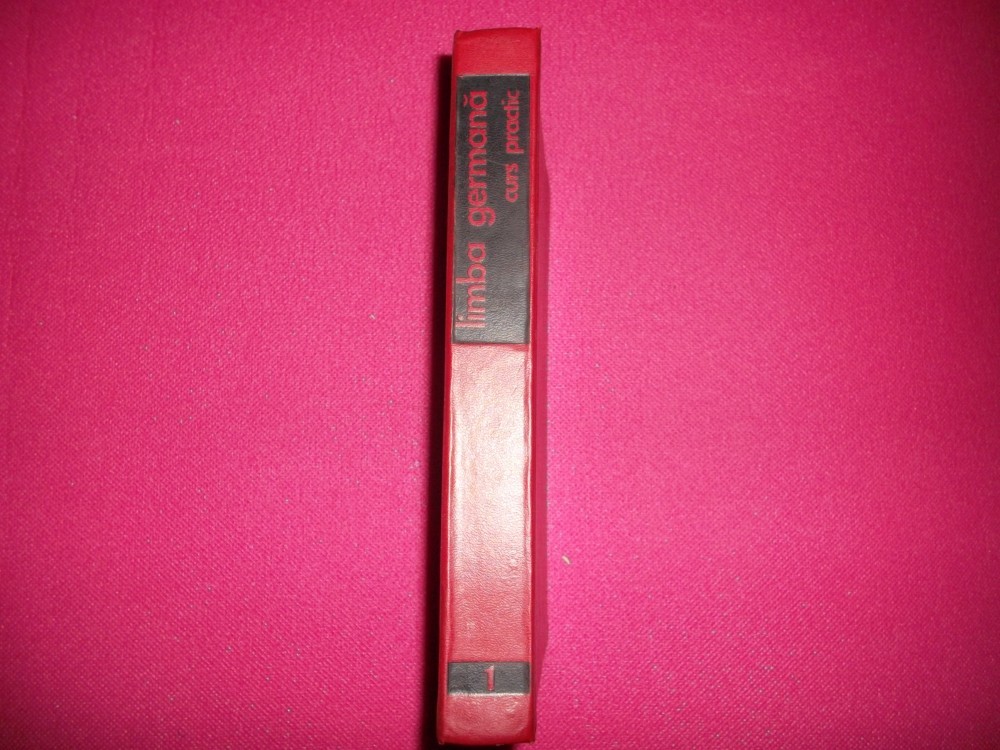 limba germană
curs practic
1